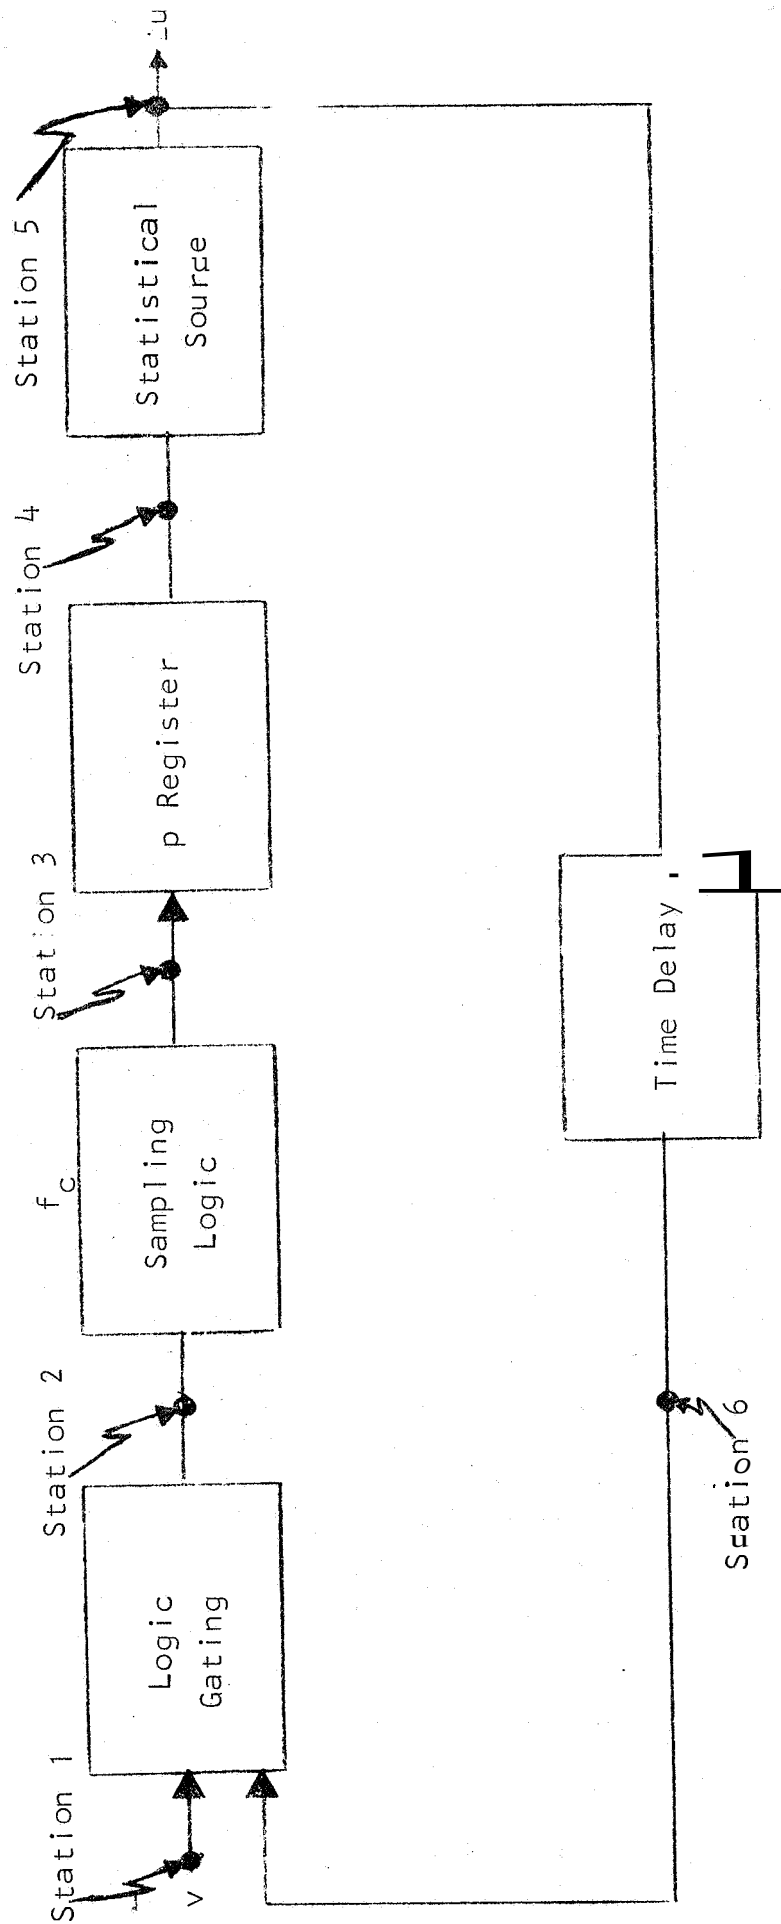 Station 1
v
Logic
Gating
Station 2
f_c
Sampling
Logic
Station 3
p Register
Station 4
Statistical
Source
Station 5
Time Delay
Station 6